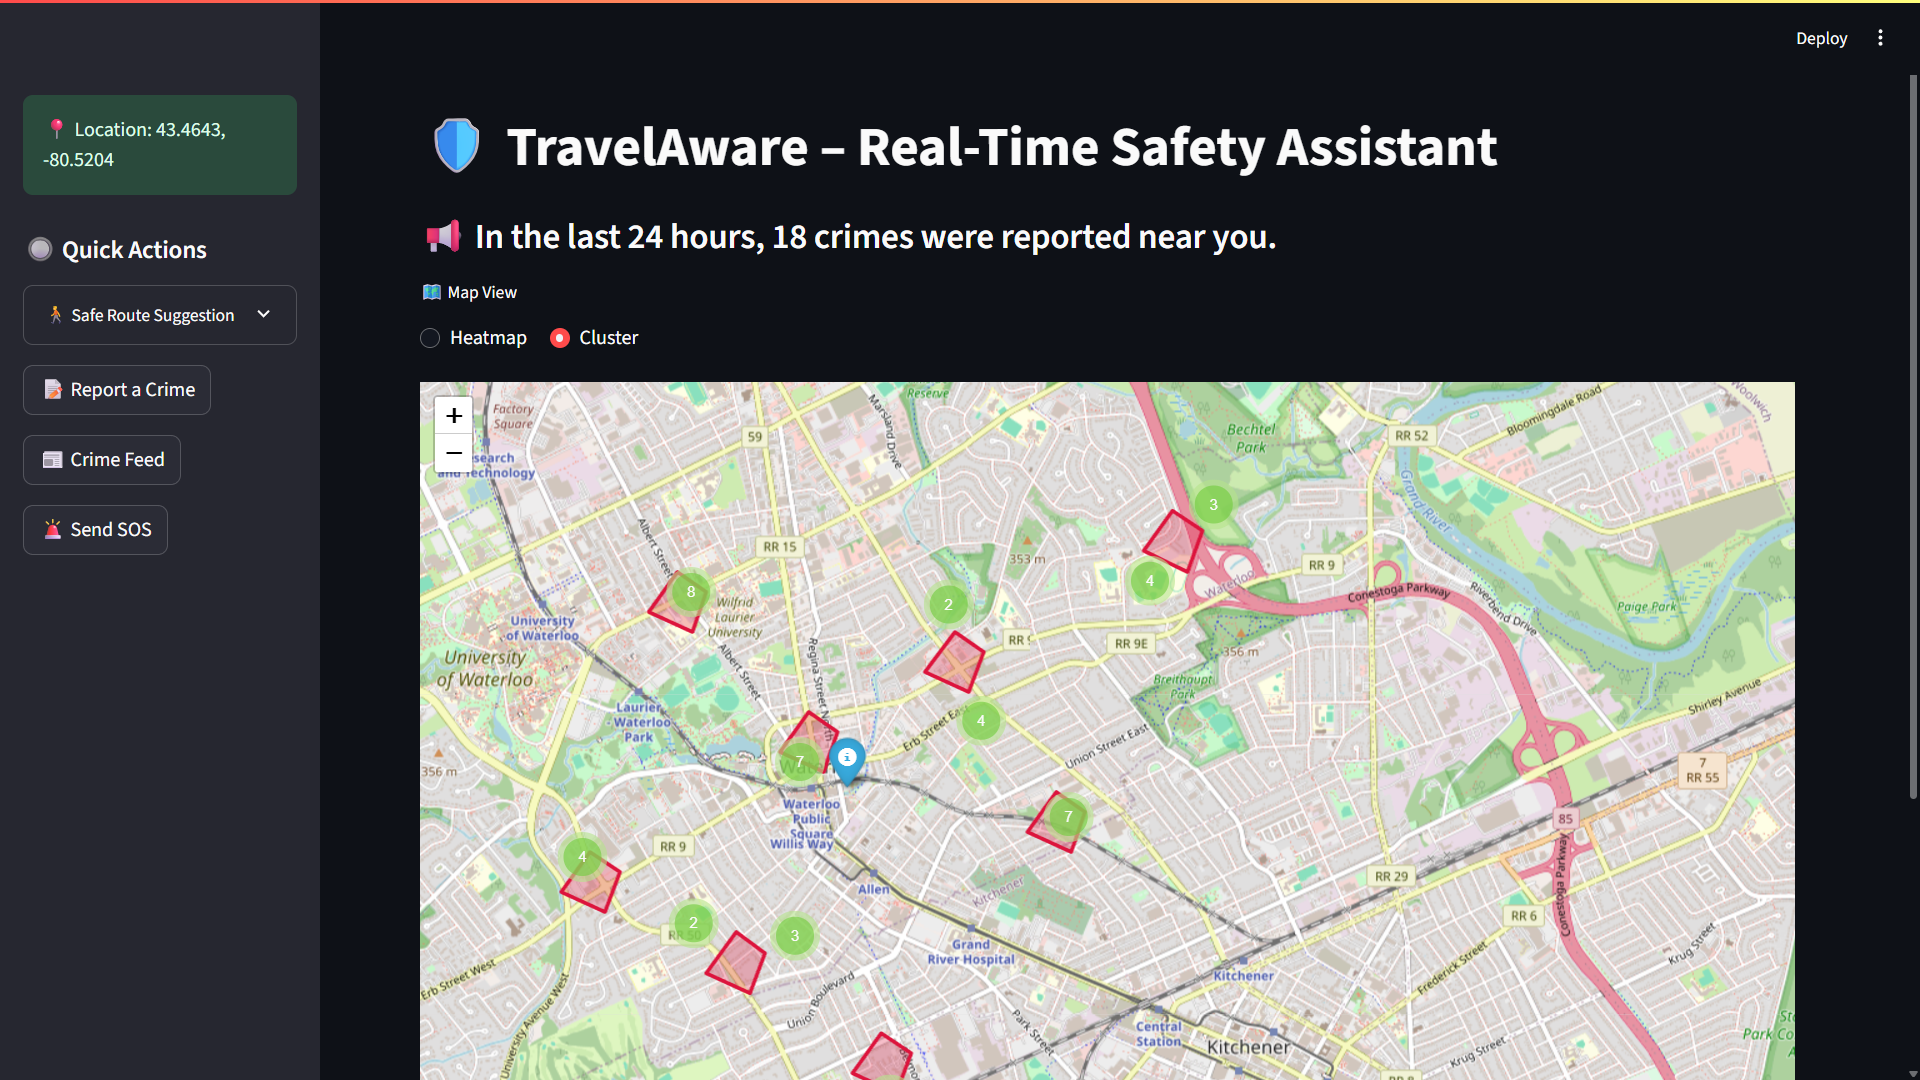 Deploy
Location: 43.4643,
-80.5204
Quick Actions
Safe Route Suggestion
Report a Crime
Crime Feed
Send SOS
TravelAware – Real-Time Safety Assistant
In the last 24 hours, 18 crimes were reported near you.
Map View
Heatmap
Cluster
+
−
Factory
Square
search
and Technology
59
Marsland Drive
Reserve
Bechtel
Park
RR 52
Bloomingdale Road
Woolwich
Grand River
3
Albert Street
RR 15
353 m
4
RR 9
Waterloo
Conestoga Parkway
Riverbend Drive
Paige Park
8
Wilfrid
Laurier
University
2
University
of Waterloo
University
of Waterloo
Albert Street
Regina Street North
RR 9E
356 m
Breithaupt
Park
Shirley Avenue
Laurier
Waterloo
Park
4
Erb Street East
Union Street East
7
356 m
7
RR 55
Waterloo
Public
Square
Willis Way
7
85
Conestoga Parkway
RR 9
4
Allen
Kitchener
RR 29
2
3
RR 6
Grand
River Hospital
Kitchener
Frederick Street
Krug Street
Erb Street West
University Avenue West
Union Boulevard
Park Street
Central
Station
Kitchener
Krug Street